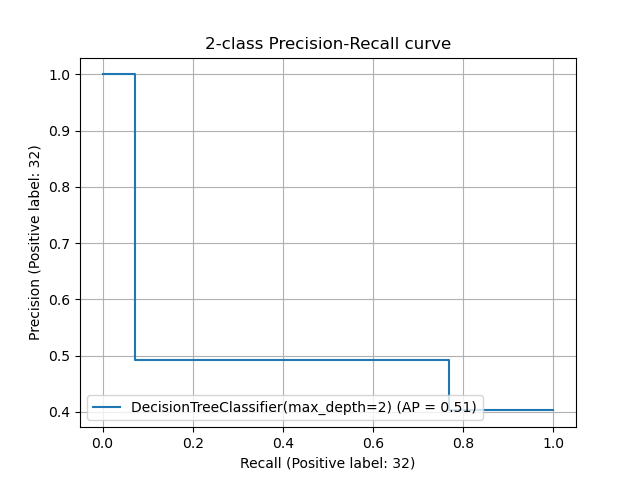 2-class Precision-Recall curve
1.0
0.9
0.8
0.7
0.6
0.5
0.4
Precision (Positive label: 32)
DecisionTreeClassifier(max_depth=2) (AP = 0.51)
0.0 0.2 0.4 0.6 0.8 1.0
Recall (Positive label: 32)